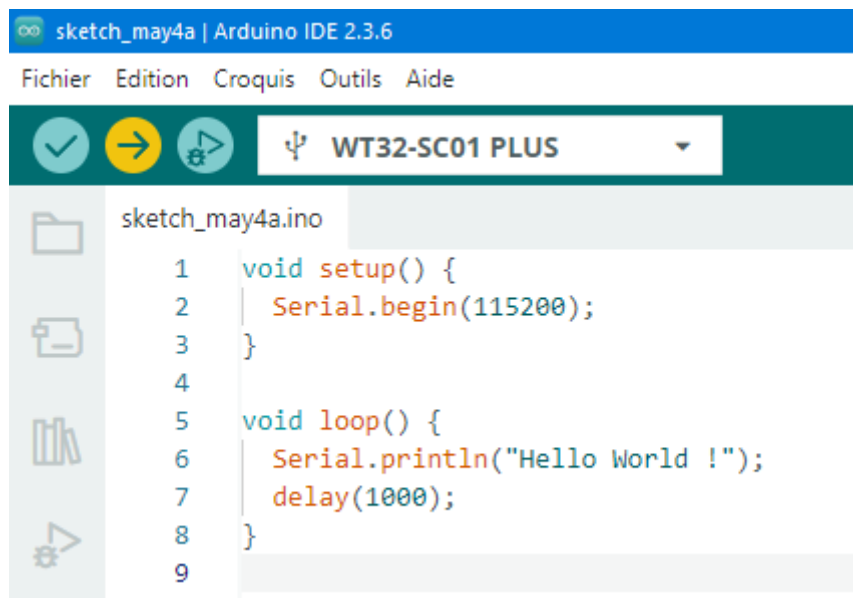 sketch_may4a | Arduino IDE 2.3.6
Fichier Edition Croquis Outils Aide
WT32-SC01 PLUS
sketch_may4a.ino
1 void setup() {
2   Serial.begin(115200);
3 }
4
5 void loop() {
6   Serial.println("Hello World !");
7   delay(1000);
8 }
9